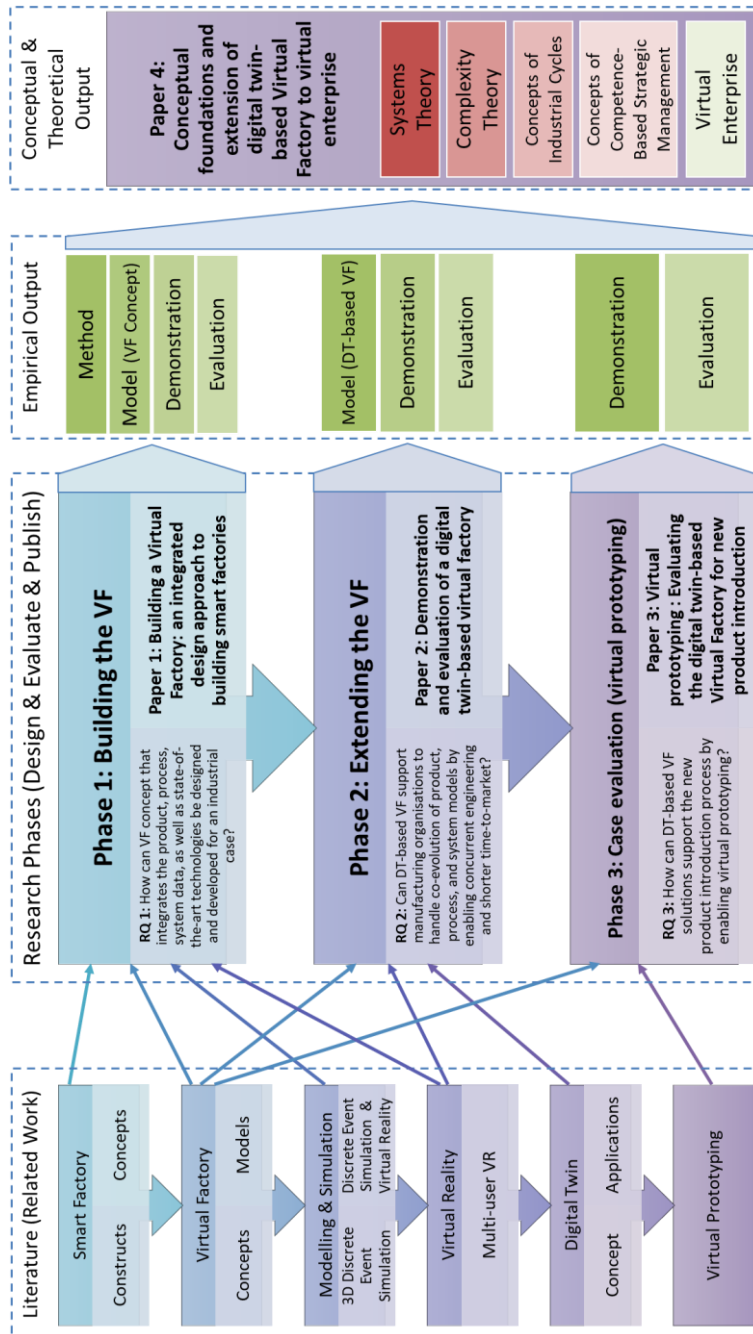 Literature (Related Work)
Smart Factory
Constructs
Concepts
Virtual Factory
Concepts
Models
Modelling & Simulation
3D Discrete
Event
Simulation
Discrete Event
Simulation &
Virtual Reality
Virtual Reality
Multi-user VR
Digital Twin
Concept
Applications
Virtual Prototyping
Research Phases (Design & Evaluate & Publish)
Phase 1: Building the VF
RQ 1: How can VF concept that
integrates the product, process,
system data, as well as state-of-
the-art technologies be designed
and developed for an industrial
case?
Paper 1: Building a Virtual
Factory: an integrated
design approach to
building smart factories
Phase 2: Extending the VF
RQ 2: Can DT-based VF support
manufacturing organisations to
handle co-evolution of product,
process, and system models by
enabling concurrent engineering
and shorter time-to-market?
Paper 2: Demonstration
and evaluation of a digital
twin-based virtual factory
Phase 3: Case evaluation (virtual prototyping)
RQ 3: How can DT-based VF
solutions support the new
product introduction process by
enabling virtual prototyping?
Paper 3: Virtual
prototyping : Evaluating
the digital twin-based
Virtual Factory for new
product introduction
Empirical Output
Method
Model (VF Concept)
Demonstration
Evaluation
Model (DT-based VF)
Demonstration
Evaluation
Demonstration
Evaluation
Conceptual &
Theoretical
Output
Paper 4:
Conceptual
foundations and
extension of
digital twin-
based Virtual
Factory to virtual
enterprise
Systems
Theory
Complexity
Theory
Concepts of
Industrial Cycles
Concepts of
Competence-
Based Strategic
Management
Virtual
Enterprise